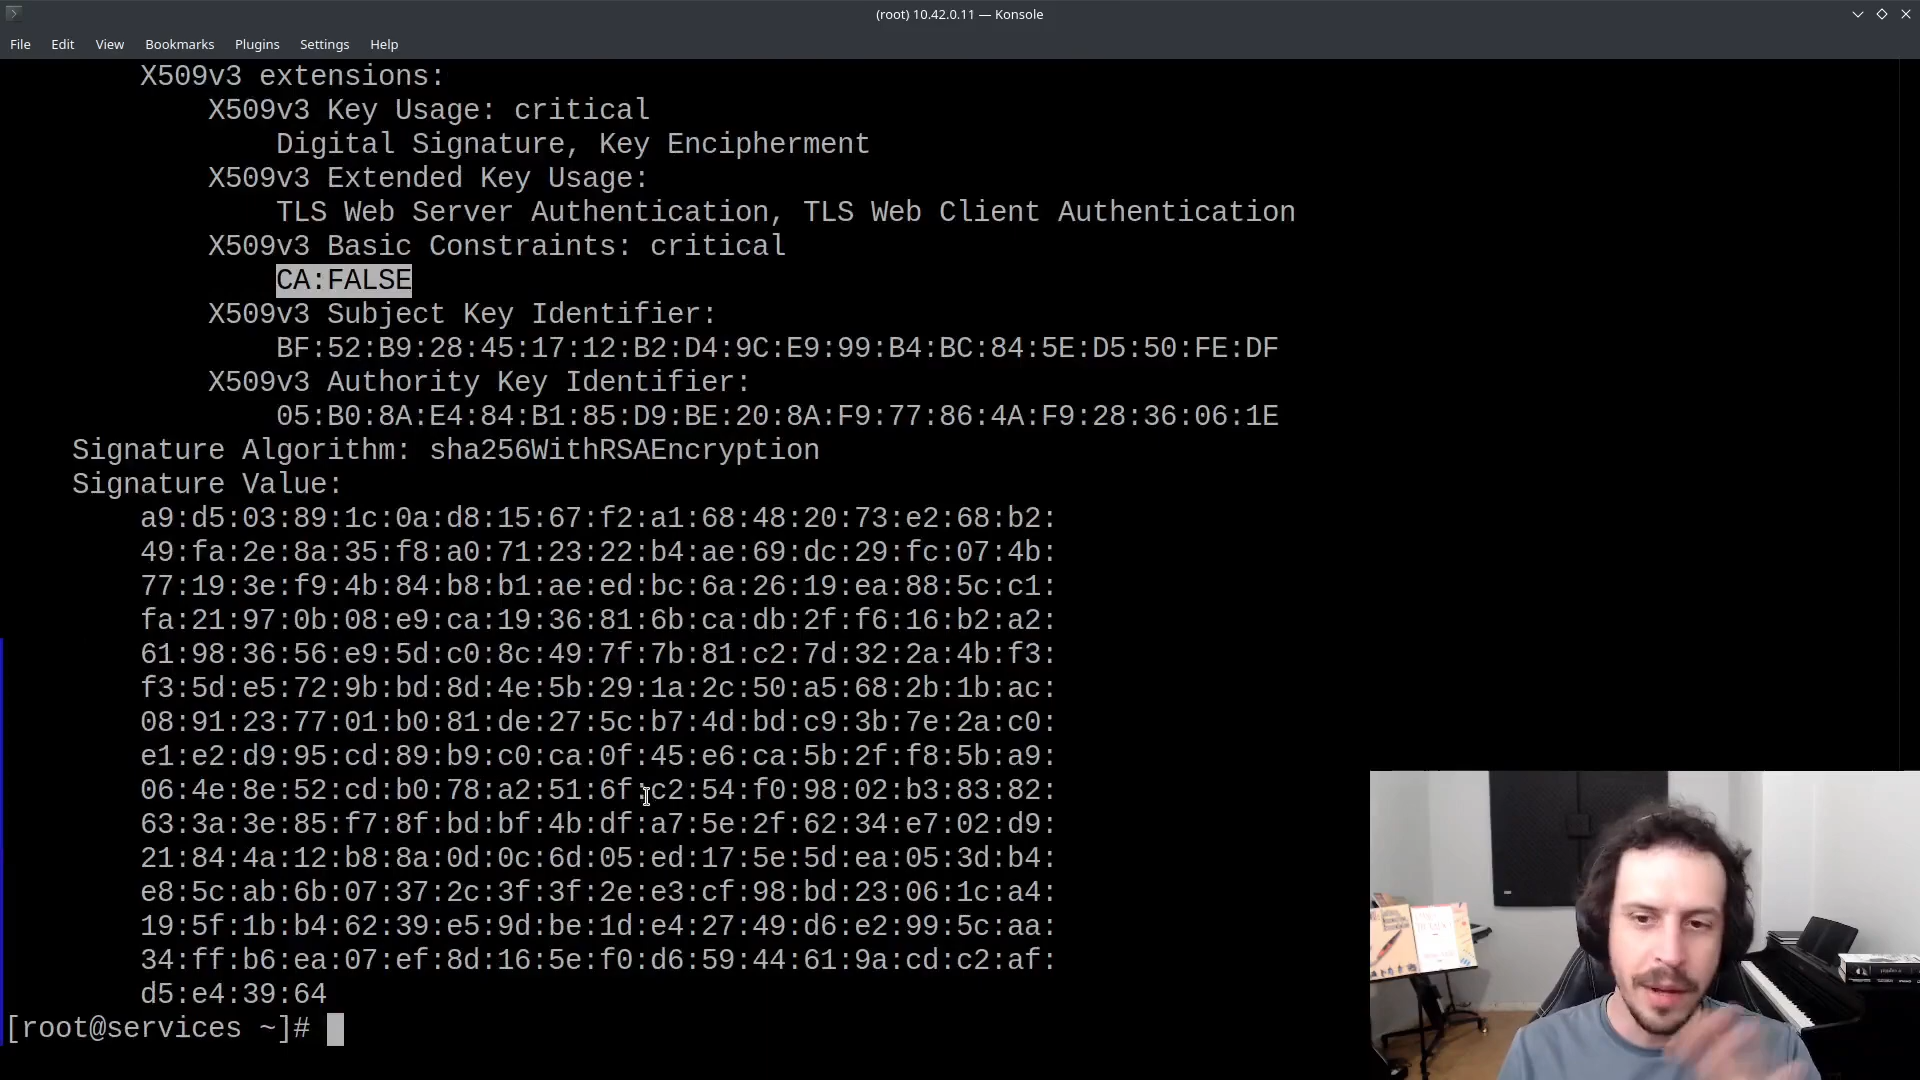 (root) 10.42.0.11 — Konsole
File Edit View Bookmarks Plugins Settings Help
X509v3 extensions:
X509v3 Key Usage: critical
Digital Signature, Key Encipherment
X509v3 Extended Key Usage:
TLS Web Server Authentication, TLS Web Client Authentication
X509v3 Basic Constraints: critical
CA:FALSE
X509v3 Subject Key Identifier:
BF:52:B9:28:45:17:12:B2:D4:9C:E9:99:B4:BC:84:5E:D5:50:FE:DF
X509v3 Authority Key Identifier:
05:B0:8A:E4:84:B1:85:D9:BE:20:8A:F9:77:86:4A:F9:28:36:06:1E
Signature Algorithm: sha256WithRSAEncryption
Signature Value:
a9:d5:03:89:1c:0a:d8:15:67:f2:a1:68:48:20:73:e2:68:b2:
49:fa:2e:8a:35:f8:a0:71:23:22:b4:ae:69:dc:29:fc:07:4b:
77:19:3e:f9:4b:84:b8:b1:ae:ed:bc:6a:26:19:ea:88:5c:c1:
fa:21:97:0b:08:e9:ca:19:36:81:6b:ca:db:2f:f6:16:b2:a2:
61:98:36:56:e9:5d:c0:8c:49:7f:7b:81:c2:7d:32:2a:4b:f3:
f3:5d:e5:72:9b:bd:8d:4e:5b:29:1a:2c:50:a5:68:2b:1b:ac:
08:91:23:77:01:b0:81:de:27:5c:b7:4d:bd:c9:3b:7e:2a:c0:
e1:e2:d9:95:cd:89:b9:c0:ca:0f:45:e6:ca:5b:2f:f8:5b:a9:
06:4e:8e:52:cd:b0:78:a2:51:6f:c2:54:f0:98:02:b3:83:82:
63:3a:3e:85:f7:8f:bd:bf:4b:df:a7:5e:2f:62:34:e7:02:d9:
21:84:4a:12:b8:8a:0d:0c:6d:05:ed:17:5e:5d:ea:05:3d:b4:
e8:5c:ab:6b:07:37:2c:3f:3f:2e:e3:cf:98:bd:23:06:1c:a4:
19:5f:1b:b4:62:39:e5:9d:be:1d:e4:27:49:d6:e2:99:5c:aa:
34:ff:b6:ea:07:ef:8d:16:5e:f0:d6:59:44:61:9a:cd:c2:af:
d5:e4:39:64
[root@services ~]#